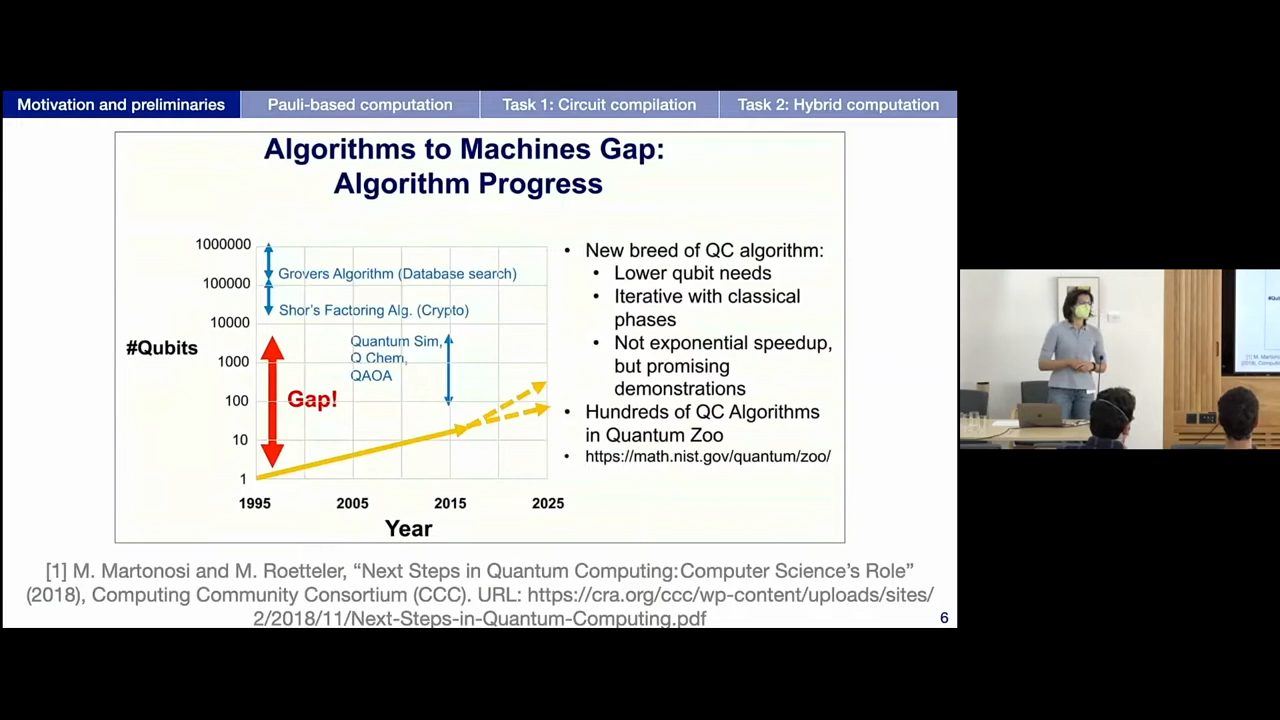 Motivation and preliminaries
Pauli-based computation
Task 1: Circuit compilation
Task 2: Hybrid computation
Algorithms to Machines Gap:
Algorithm Progress
1000000
100000
10000
1000
100
10
1
#Qubits
Grovers Algorithm (Database search)
Shor's Factoring Alg. (Crypto)
Quantum Sim,
Q Chem,
QAOA
Gap!
1995
2005
2015
2025
Year
• New breed of QC algorithm:
• Lower qubit needs
• Iterative with classical
phases
• Not exponential speedup,
but promising
demonstrations
• Hundreds of QC Algorithms
in Quantum Zoo
• https://math.nist.gov/quantum/zoo/
[1] M. Martonosi and M. Roetteler, “Next Steps in Quantum Computing:Computer Science's Role”
(2018), Computing Community Consortium (CCC). URL: https://cra.org/ccc/wp-content/uploads/sites/
2/2018/11/Next-Steps-in-Quantum-Computing.pdf
6